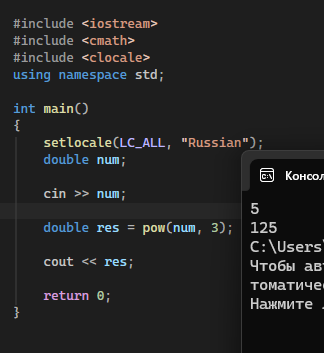 #include <iostream>
#include <cmath>
#include <clocale>
using namespace std;
int main()
{
setlocale(LC_ALL, "Russian");
double num;
cin >> num;
double res = pow(num, 3);
cout << res;
return 0;
}
Консол
5
125
C:\Users\
Чтобы ав
томатичес
Нажмите